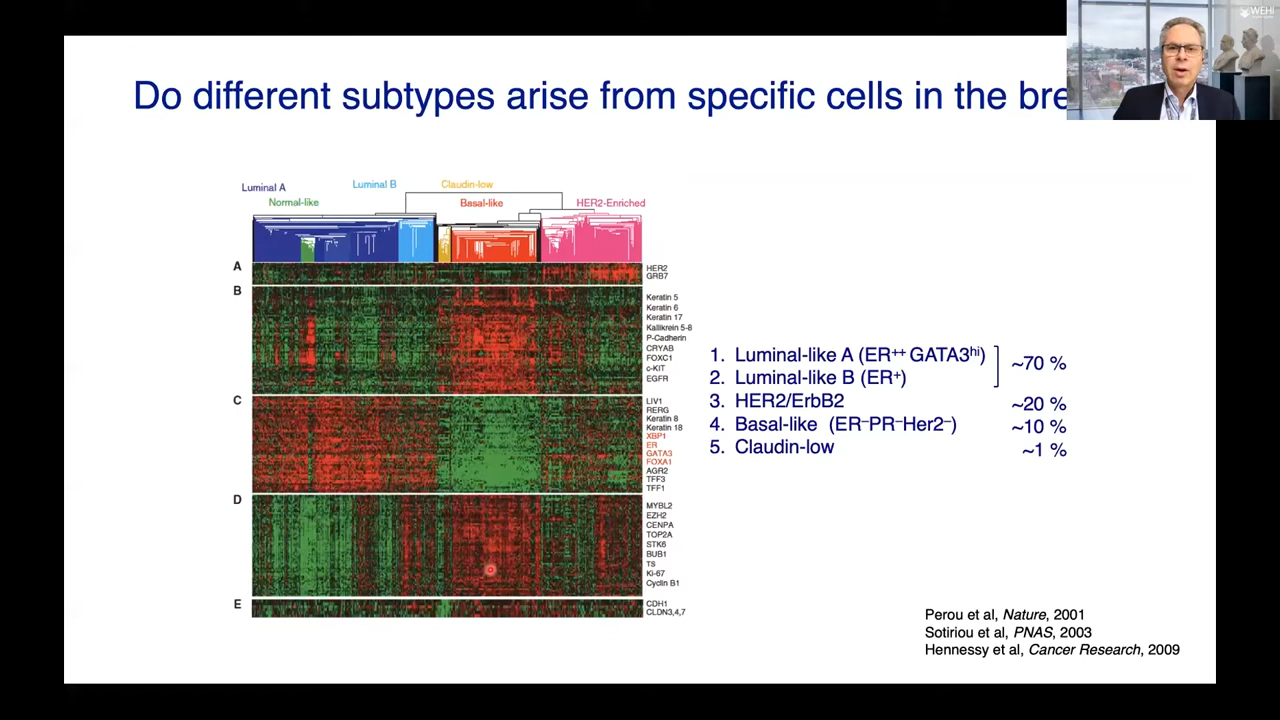 WEHI
Do different subtypes arise from specific cells in the bre
Luminal A
Luminal B
Claudin-low
Normal-like
Basal-like
HER2-Enriched
A
HER2
GRB7
B
Keratin 5
Keratin 6
Keratin 17
Kallikrein 5-8
P-Cadherin
CRYAB
FOXC1
c-KIT
EGFR
C
LIV1
RERG
Keratin 8
Keratin 18
XBP1
ER
GATA3
FOXA1
AGR2
TFF3
TFF1
D
MYBL2
EZH2
CENPA
TOP2A
STK6
BUB1
TS
Ki-67
Cyclin B1
E
CDH1
CLDN3,4,7
1. Luminal-like A (ER⁺⁺ GATA3ʰⁱ)
2. Luminal-like B (ER⁺)
~70 %
3. HER2/ErbB2 ~20 %
4. Basal-like (ER⁻PR⁻Her2⁻) ~10 %
5. Claudin-low ~1 %
Perou et al, Nature, 2001
Sotiriou et al, PNAS, 2003
Hennessy et al, Cancer Research, 2009